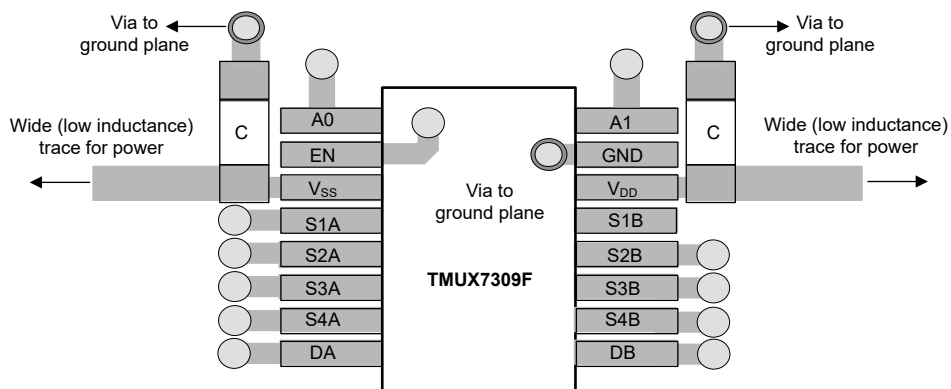 Via to
ground plane
Via to
ground plane
A0
A1
C
C
Wide (low inductance)
trace for power
Wide (low inductance)
trace for power
EN
GND
VSS
VDD
Via to
ground plane
S1A
S1B
S2A
S2B
TMUX7309F
S3A
S3B
S4A
S4B
DA
DB